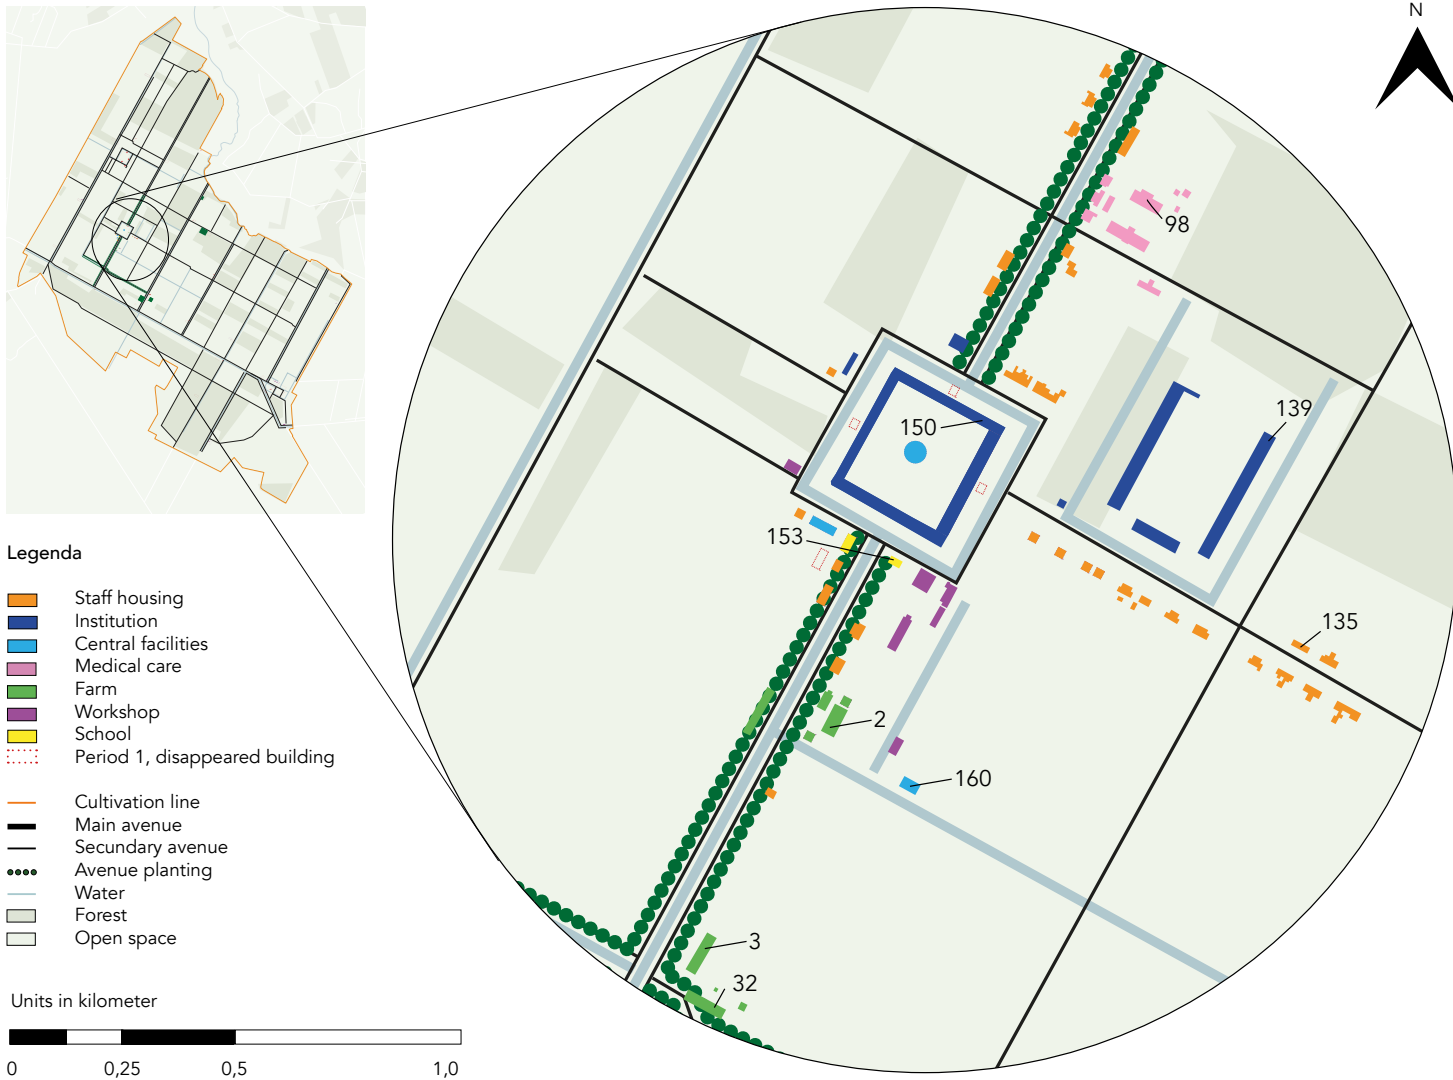 N
98
139
150
153
135
2
160
3
32
Legenda
Staff housing
Institution
Central facilities
Medical care
Farm
Workshop
School
Period 1, disappeared building
Cultivation line
Main avenue
Secundary avenue
Avenue planting
Water
Forest
Open space
Units in kilometer
0 0,25 0,5 1,0